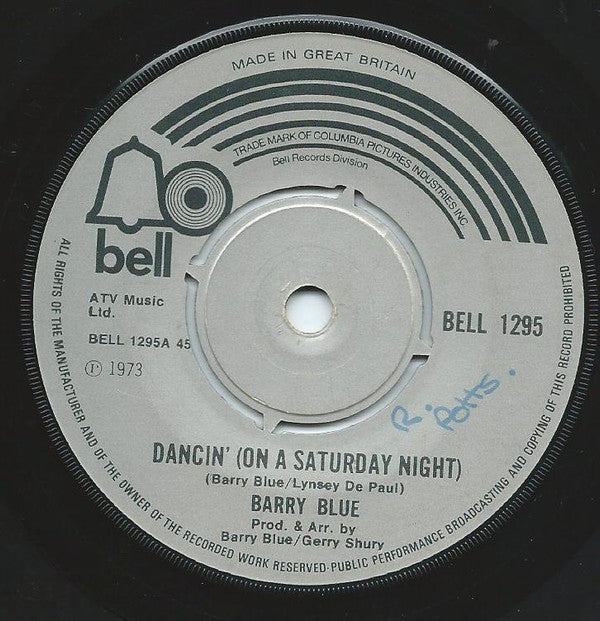 MADE IN GREAT BRITAIN
TRADE MARK OF COLUMBIA PICTURES INDUSTRIES INC.
Bell Records Division
bell
ATV Music
Ltd.
BELL 1295
BELL 1295A 45
Ⓟ 1973
R. Potts.
DANCIN' (ON A SATURDAY NIGHT)
(Barry Blue/Lynsey De Paul)
BARRY BLUE
Prod. & Arr. by
Barry Blue/Gerry Shury
ALL RIGHTS OF THE MANUFACTURER AND OF THE OWNER OF THE RECORDED WORK RESERVED·PUBLIC PERFORMANCE BROADCASTING AND COPYING OF THIS RECORD PROHIBITED